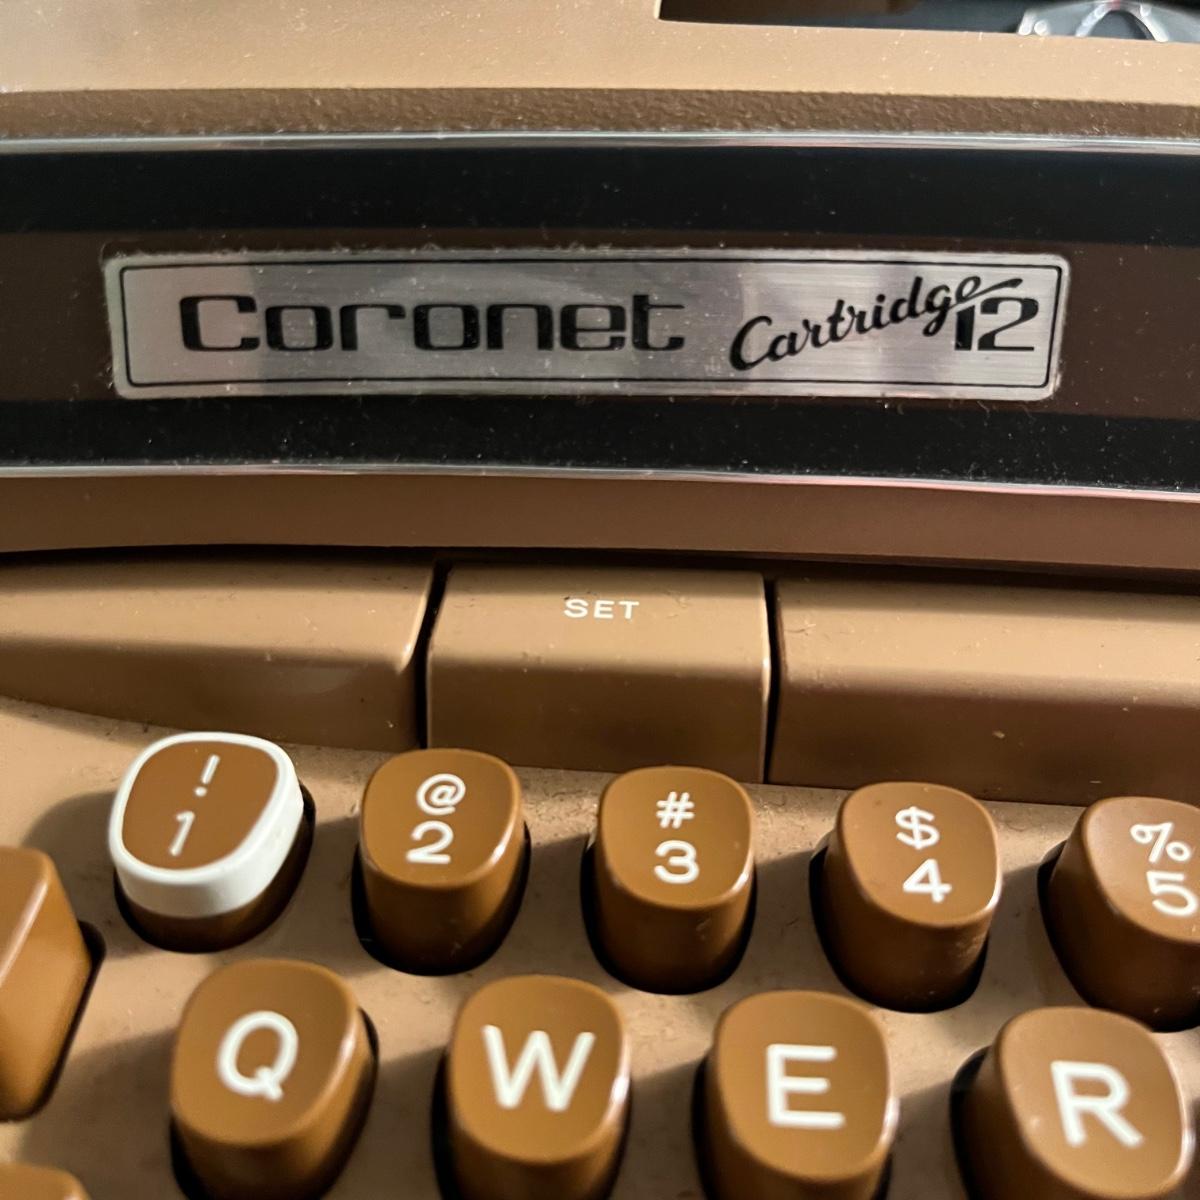 Coronet Cartridge 12
SET
! @ # $ %
1 2 3 4 5
Q W E R